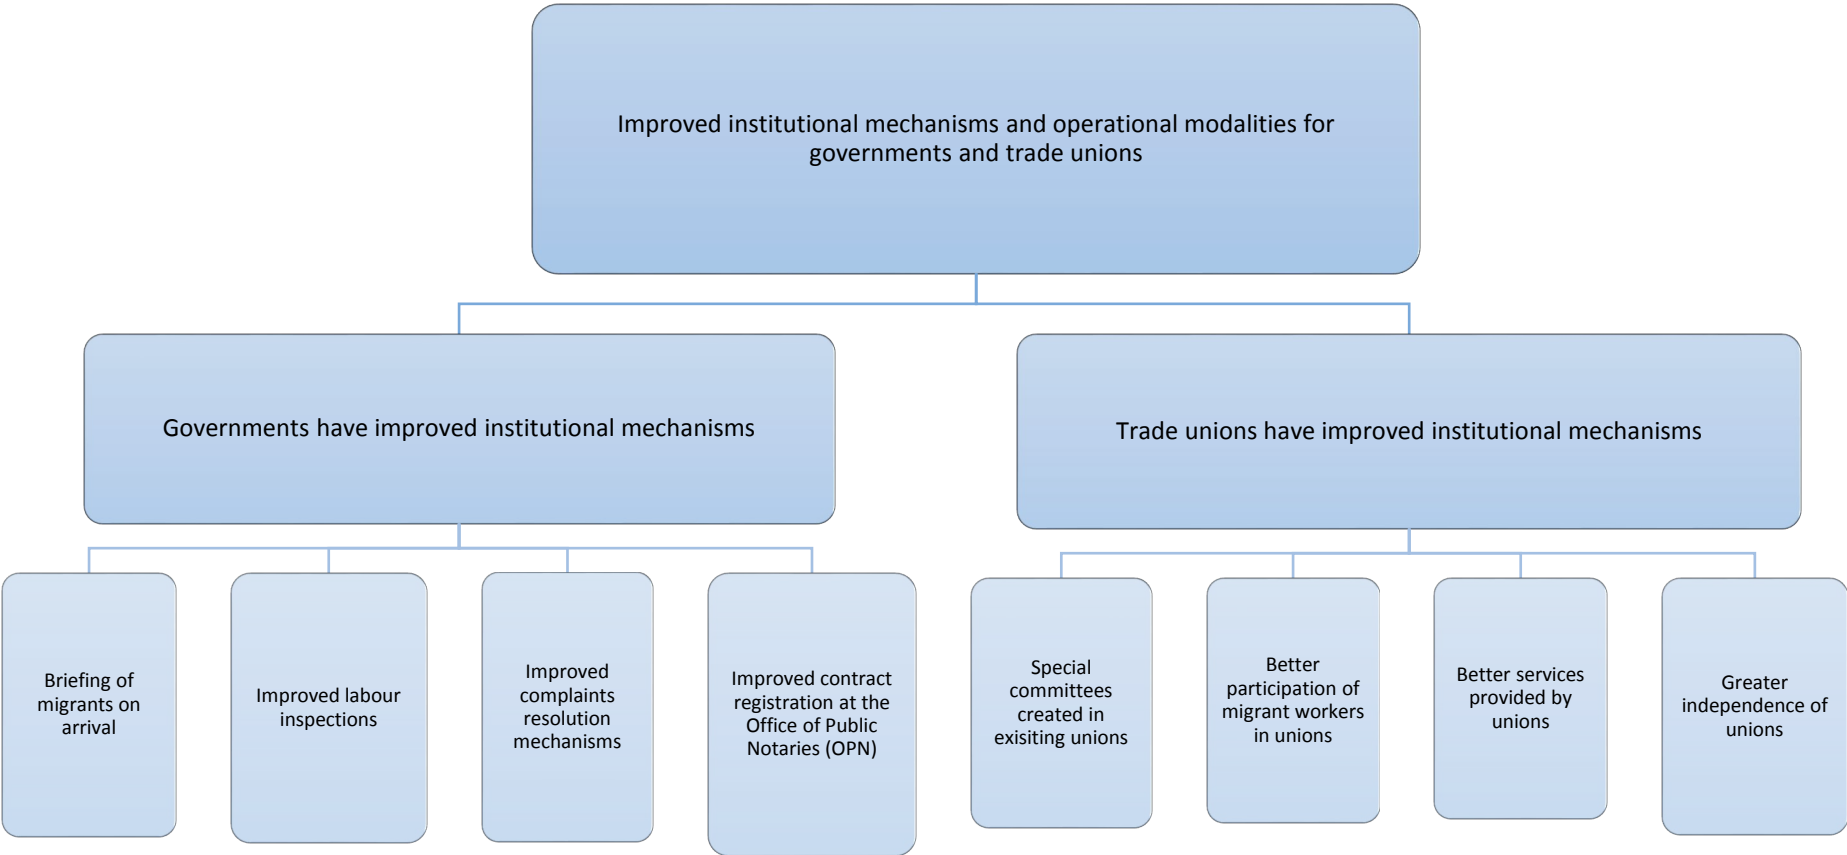 Improved institutional mechanisms and operational modalities for
governments and trade unions
Governments have improved institutional mechanisms
Trade unions have improved institutional mechanisms
Briefing of
migrants on
arrival
Improved labour
inspections
Improved
complaints
resolution
mechanisms
Improved contract
registration at the
Office of Public
Notaries (OPN)
Special
committees
created in
exisiting unions
Better
participation of
migrant workers
in unions
Better services
provided by
unions
Greater
independence of
unions